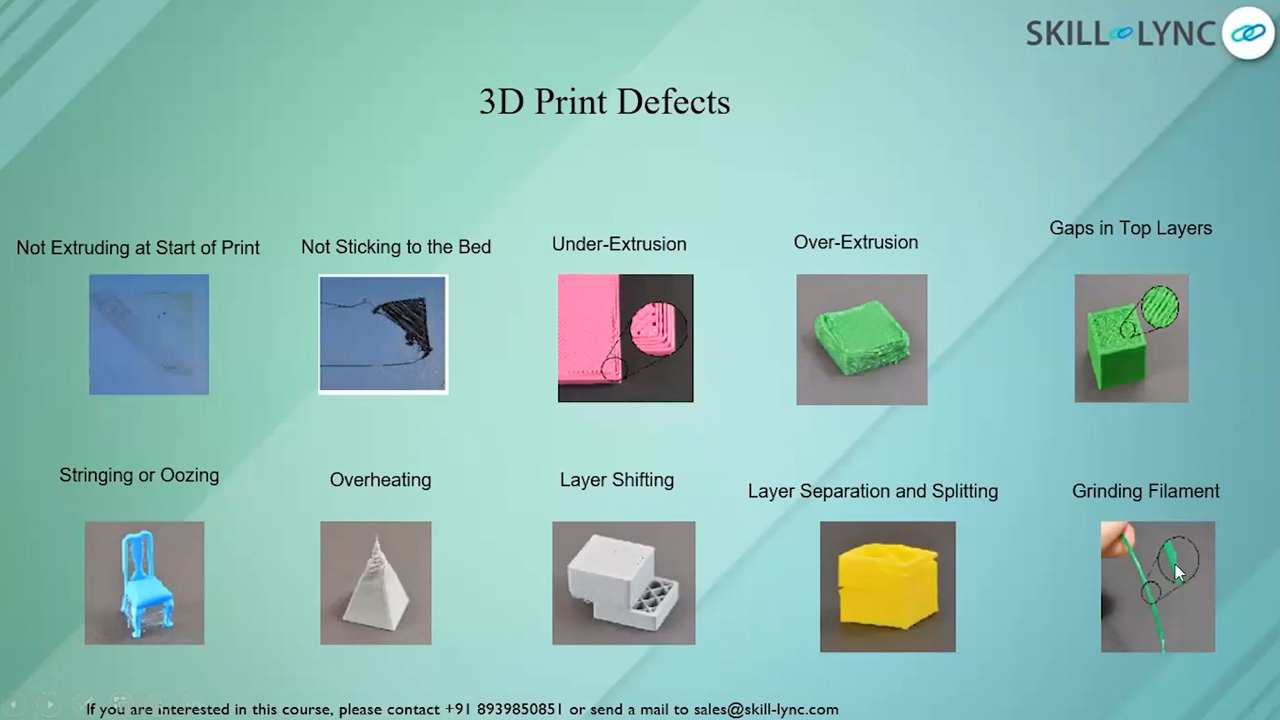 SKILL LYNC
3D Print Defects
Not Extruding at Start of Print
Not Sticking to the Bed
Under-Extrusion
Over-Extrusion
Gaps in Top Layers
Stringing or Oozing
Overheating
Layer Shifting
Layer Separation and Splitting
Grinding Filament
If you are interested in this course, please contact +91 8939850851 or send a mail to sales@skill-lync.com